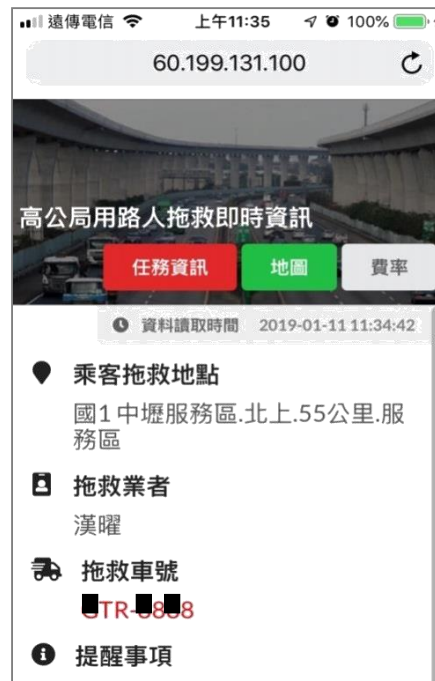 遠傳電信 上午11:35 100%
60.199.131.100
高公局用路人拖救即時資訊
任務資訊 地圖 費率
資料讀取時間 2019-01-11 11:34:42
乘客拖救地點
國1 中壢服務區.北上.55公里.服
務區
拖救業者
漢曜
拖救車號
TR- 8 8
提醒事項